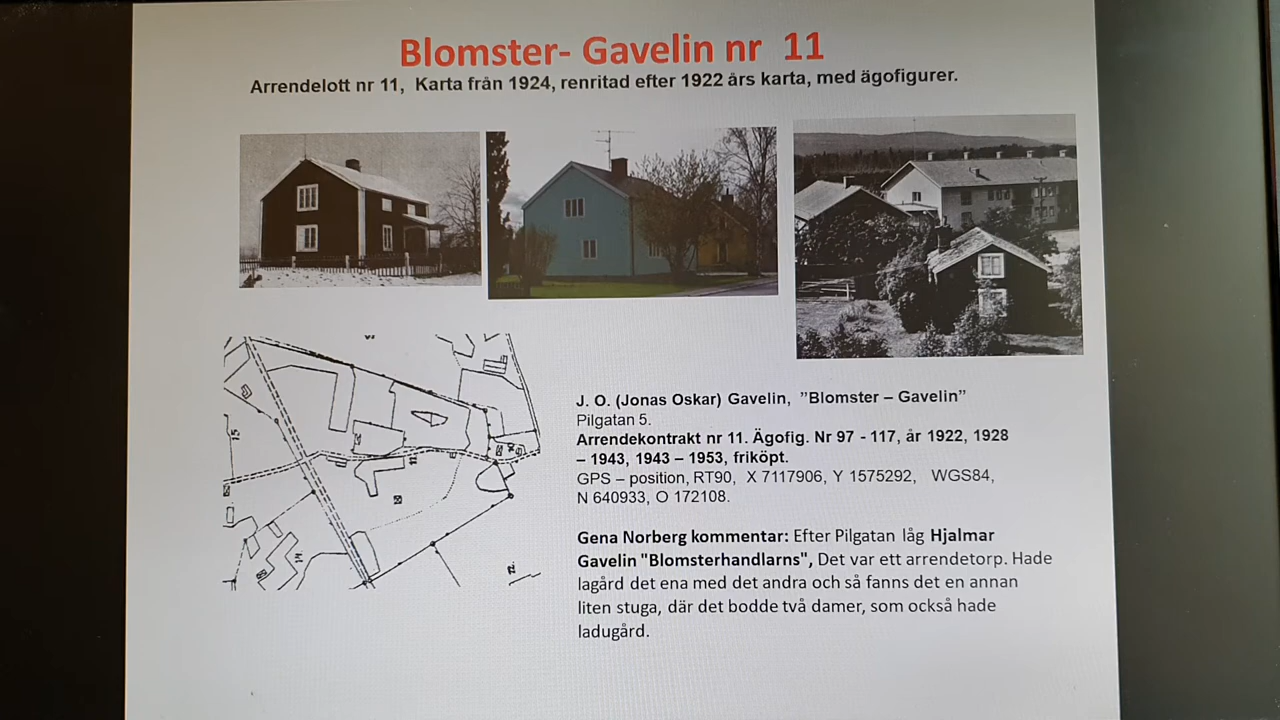 Blomster- Gavelin nr 11
Arrendelott nr 11, Karta från 1924, renritad efter 1922 års karta, med ägofigurer.
J. O. (Jonas Oskar) Gavelin, ”Blomster – Gavelin”
Pilgatan 5.
Arrendekontrakt nr 11. Ägofig. Nr 97 - 117, år 1922, 1928
– 1943, 1943 – 1953, friköpt.
GPS – position, RT90, X 7117906, Y 1575292, WGS84,
N 640933, O 172108.
Gena Norberg kommentar: Efter Pilgatan låg Hjalmar
Gavelin "Blomsterhandlarns", Det var ett arrendetorp. Hade
lagård det ena med det andra och så fanns det en annan
liten stuga, där det bodde två damer, som också hade
ladugård.
15
11
14